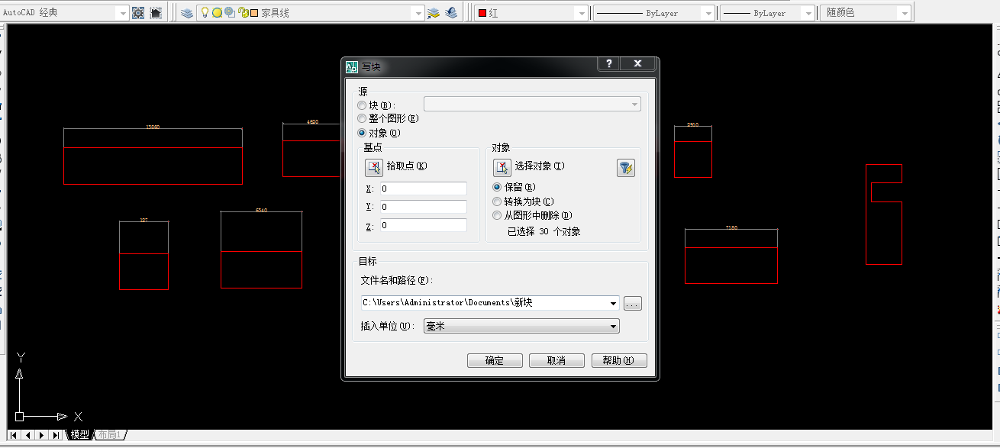 AutoCAD 经典
家具线
红
ByLayer
ByLayer
随颜色
写块
源
块(B):
整个图形(E)
对象(O)
基点
拾取点(K)
X: 0
Y: 0
Z: 0
对象
选择对象(T)
保留(R)
转换为块(C)
从图形中删除(D)
已选择 30 个对象
目标
文件名和路径(F):
C:\Users\Administrator\Documents\新块
...
插入单位(U): 毫米
确定 取消 帮助(H)
13860
4620
2910
127
6340
7180
Y
X
模型 布局1